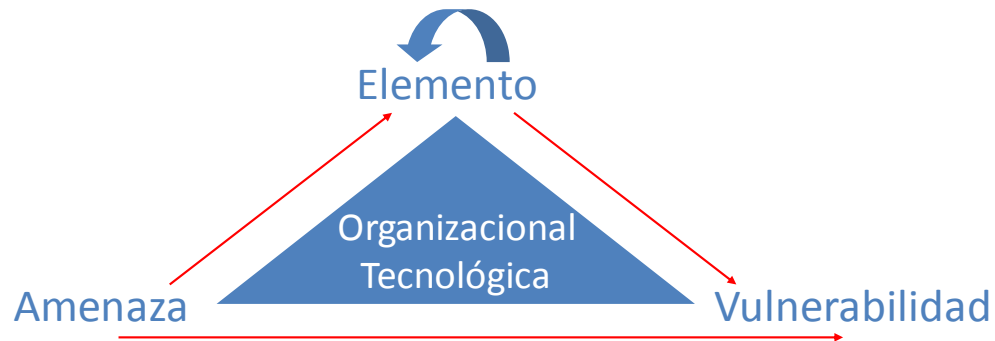 Elemento
Organizacional
Tecnológica
Amenaza
Vulnerabilidad